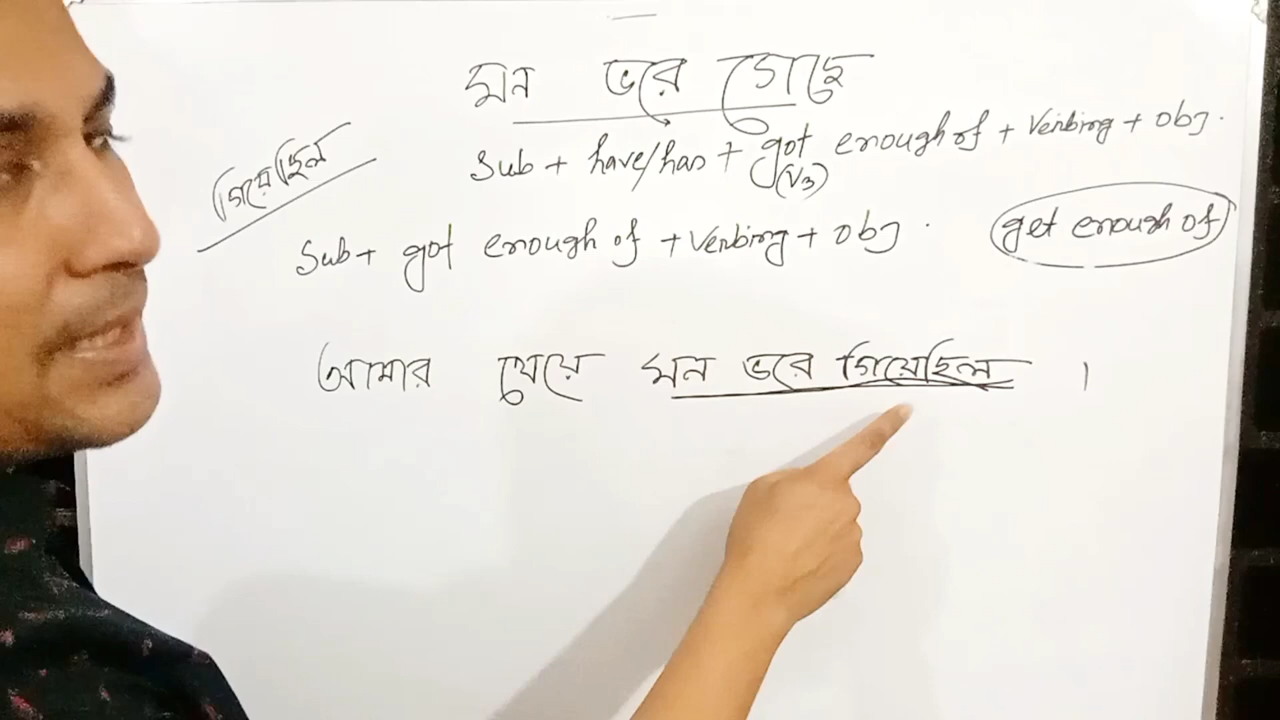 মন ভরে গেছে
Sub + have/has + got enough of + Verbing + obj.
(V3)
গিয়েছিল
Sub + got enough of + Verbing + obj.
get enough of
আমার খেয়ে মন ভরে গিয়েছিল ।